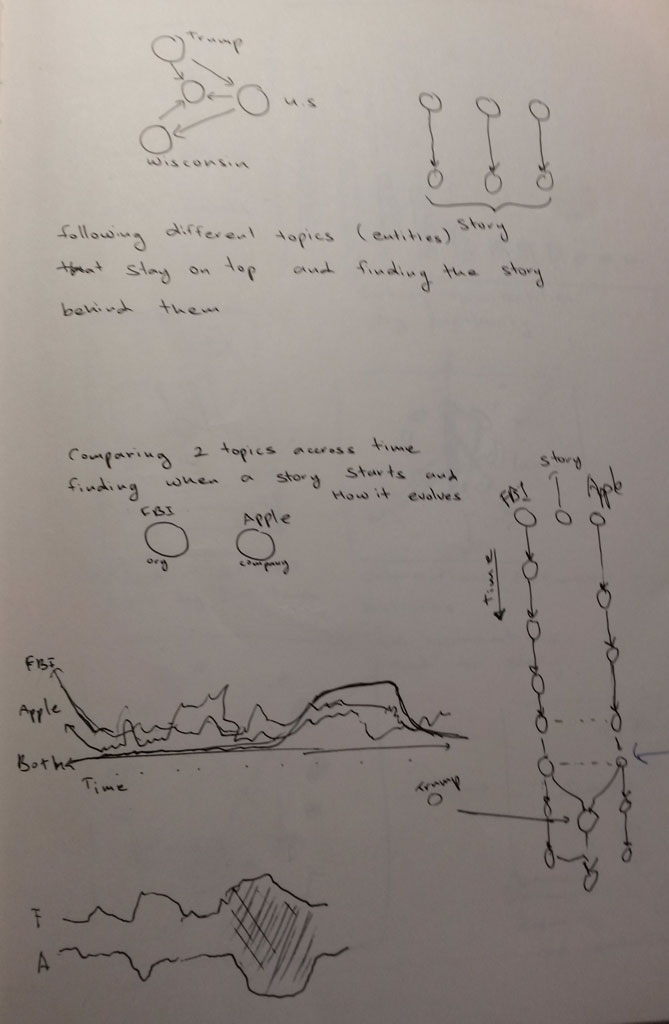 Trump
u.s
Wisconsin
Story
following different topics (entities)
that stay on top and finding the story
behind them
Comparing 2 topics accross time
finding when a story starts and
How it evolves
FBI
Apple
org
company
story
FBI
Apple
Time
FBI
Apple
Both
Time
Trump
F
A